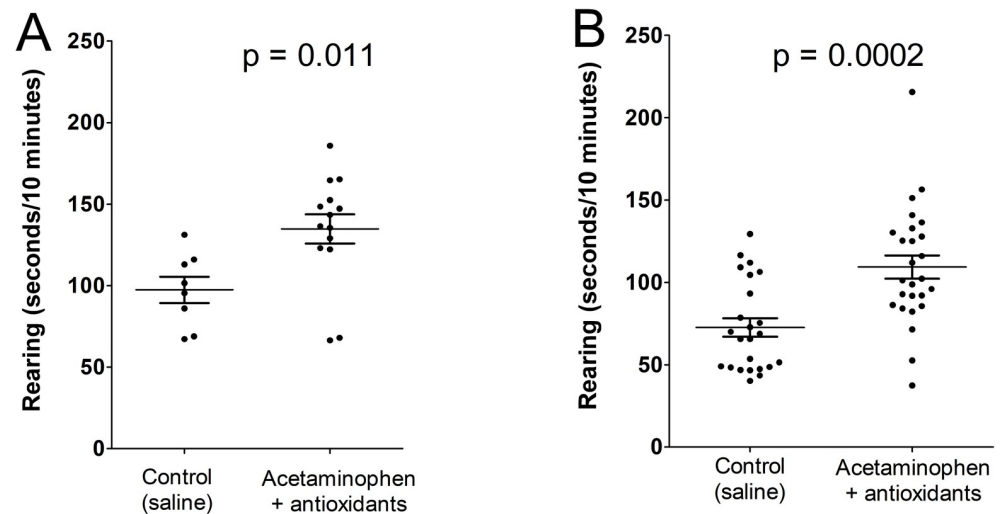 A
p = 0.011
Rearing (seconds/10 minutes)
250
200
150
100
50
0
Control
(saline)
Acetaminophen
+ antioxidants
B
p = 0.0002
Rearing (seconds/10 minutes)
250
200
150
100
50
0
Control
(saline)
Acetaminophen
+ antioxidants